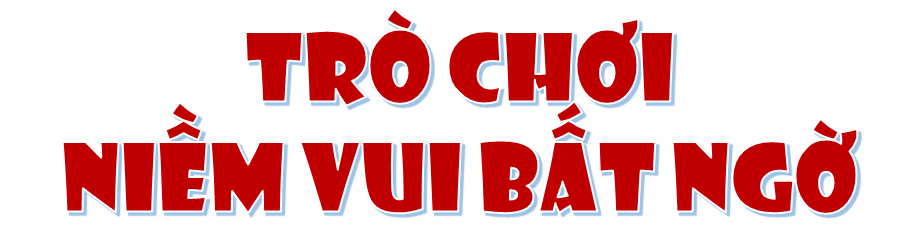 TRÒ CHƠI
NIỀM VUI BẤT NGỜ